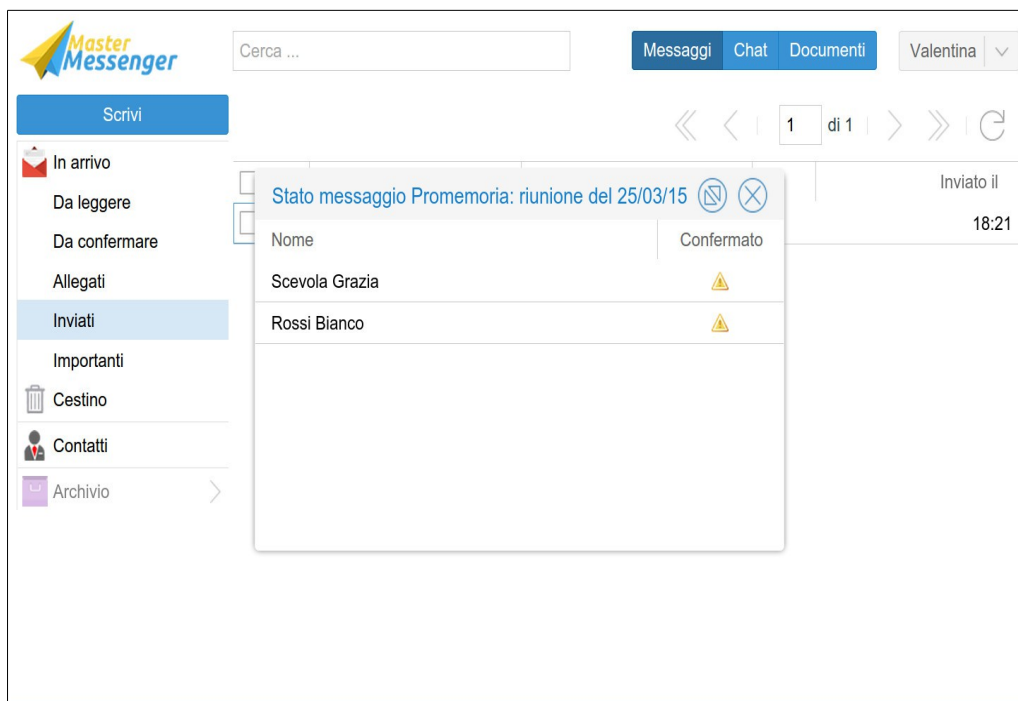 Master
Messenger
Cerca ...
Messaggi Chat Documenti
Valentina
Scrivi
1 di 1
In arrivo
Da leggere
Da confermare
Allegati
Inviati
Importanti
Cestino
Contatti
Archivio
Inviato il
18:21
Stato messaggio Promemoria: riunione del 25/03/15
Nome Confermato
Scevola Grazia
Rossi Bianco